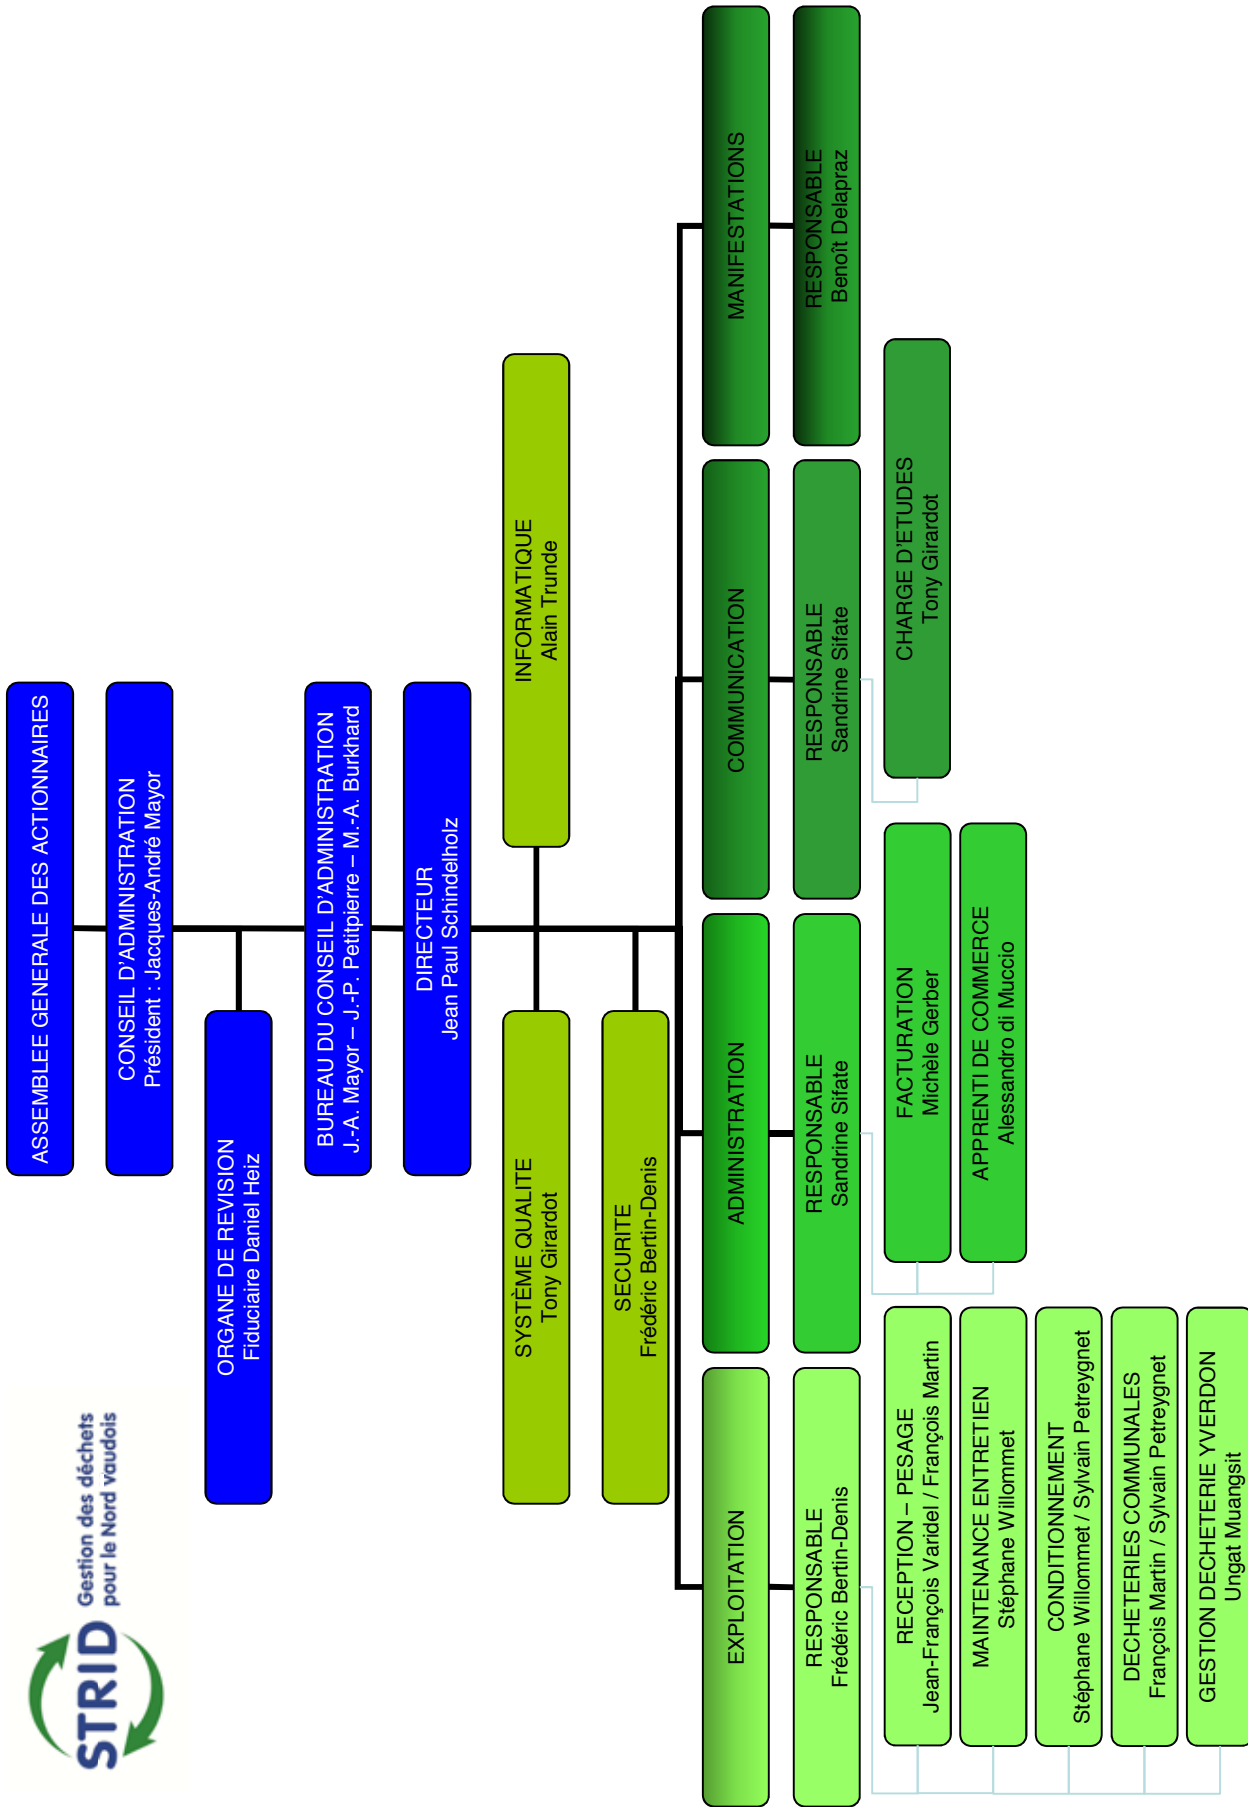 STRID
Gestion des déchets
pour le Nord vaudois
ASSEMBLEE GENERALE DES ACTIONNAIRES
CONSEIL D'ADMINISTRATION
Président : Jacques-André Mayor
ORGANE DE REVISION
Fiduciaire Daniel Heiz
BUREAU DU CONSEIL D'ADMINISTRATION
J.-A. Mayor – J.-P. Petitpierre – M.-A. Burkhard
DIRECTEUR
Jean Paul Schindelholz
SYSTÈME QUALITE
Tony Girardot
INFORMATIQUE
Alain Trunde
SECURITE
Frédéric Bertin-Denis
EXPLOITATION
RESPONSABLE
Frédéric Bertin-Denis
RECEPTION – PESAGE
Jean-François Varidel / François Martin
MAINTENANCE ENTRETIEN
Stéphane Willommet
CONDITIONNEMENT
Stéphane Willommet / Sylvain Petreygnet
DECHETERIES COMMUNALES
François Martin / Sylvain Petreygnet
GESTION DECHETERIE YVERDON
Ungat Muangsit
ADMINISTRATION
RESPONSABLE
Sandrine Sifate
FACTURATION
Michèle Gerber
APPRENTI DE COMMERCE
Alessandro di Muccio
COMMUNICATION
RESPONSABLE
Sandrine Sifate
CHARGE D'ETUDES
Tony Girardot
MANIFESTATIONS
RESPONSABLE
Benoît Delapraz